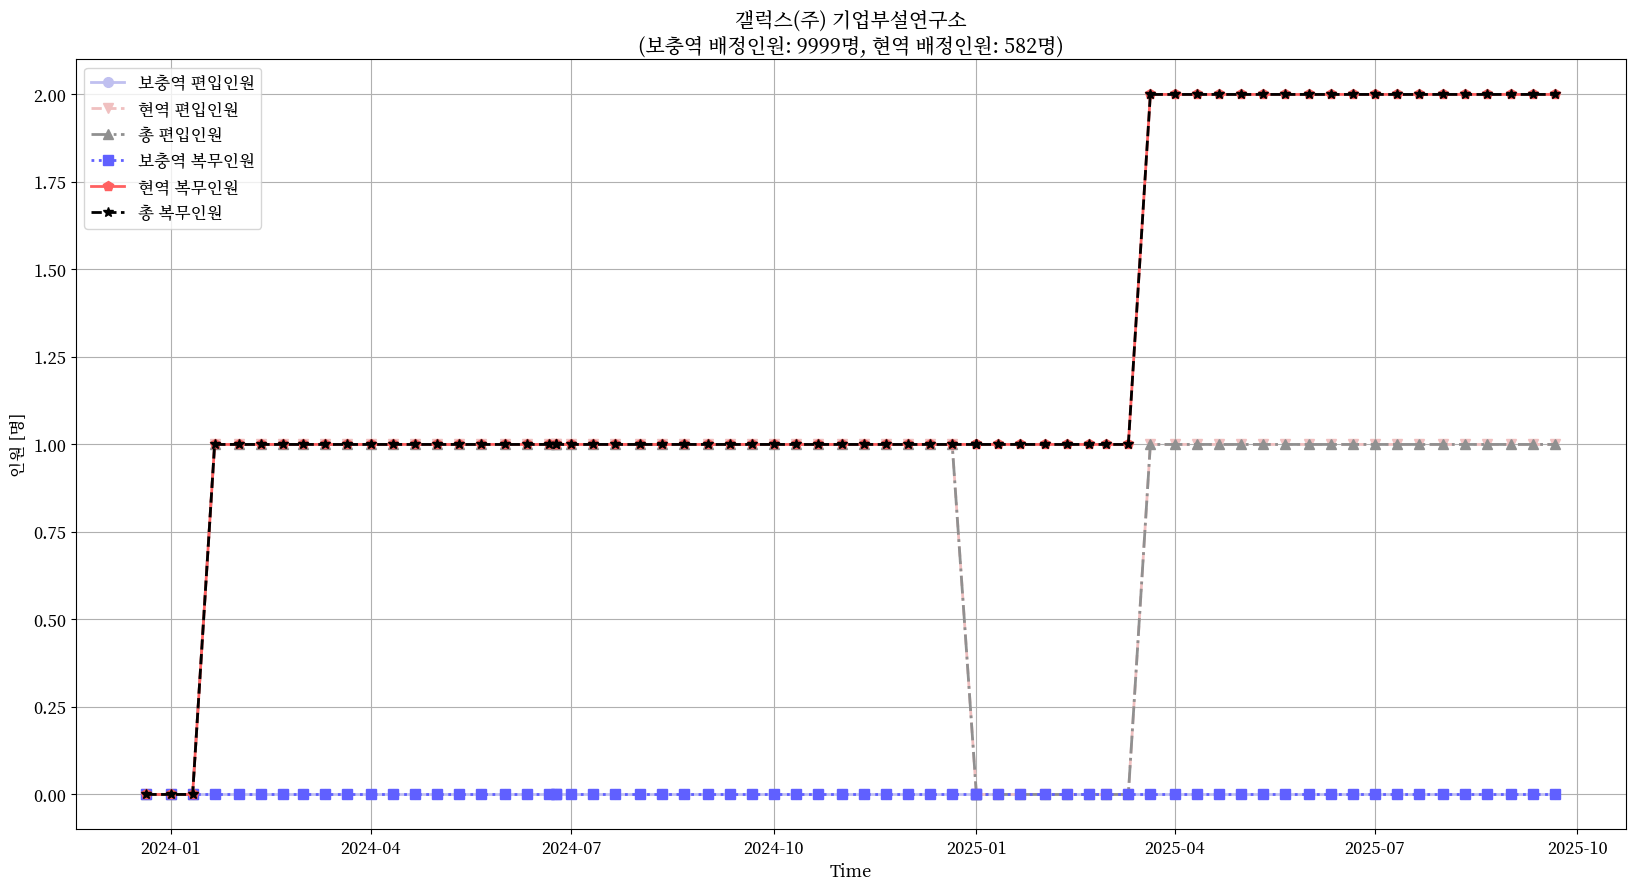 갤럭스(주) 기업부설연구소
(보충역 배정인원: 9999명, 현역 배정인원: 582명)
보충역 편입인원
현역 편입인원
총 편입인원
보충역 복무인원
현역 복무인원
총 복무인원
2.00
1.75
1.50
1.25
1.00
0.75
0.50
0.25
0.00
인원 [명]
2024-01
2024-04
2024-07
2024-10
2025-01
2025-04
2025-07
2025-10
Time